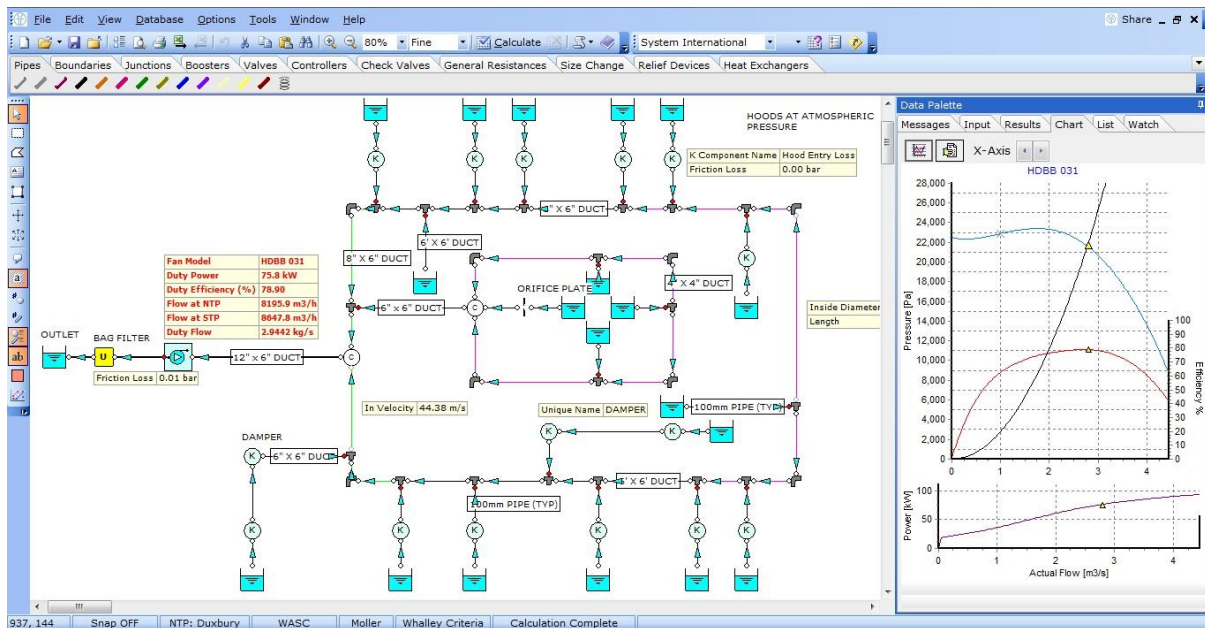 File Edit View Database Options Tools Window Help
Share
80% Fine Calculate System International
Pipes Boundaries Junctions Boosters Valves Controllers Check Valves General Resistances Size Change Relief Devices Heat Exchangers
HOODS AT ATMOSPHERIC
PRESSURE
K Component Name Hood Entry Loss
Friction Loss 0.00 bar
" X 6" DUCT
6' X 6' DUCT
8" X 6" DUCT
Fan Model HDBB 031
Duty Power 75.8 kW
Duty Efficiency (%) 78.90
Flow at NTP 8195.9 m3/h
Flow at STP 8647.8 m3/h
Duty Flow 2.9442 kg/s
4" X 4" DUCT
ORIFICE PLATE
6" x 6" DUCT
Inside Diameter
Length
OUTLET
BAG FILTER
U
12" x 6" DUCT
Friction Loss 0.01 bar
In Velocity 44.38 m/s
Unique Name DAMPER
100mm PIPE (TYP)
DAMPER
6" X 6" DUCT
X 6' DUCT
100mm PIPE (TYP)
K K K K K K K K K K K K K K K
C C
Data Palette
Messages Input Results Chart List Watch
X-Axis
HDBB 031
Pressure [Pa]
28,000
26,000
24,000
22,000
20,000
18,000
16,000
14,000
12,000
10,000
8,000
6,000
4,000
2,000
0
0 1 2 3 4
100
90
80
70
60
50
40
30
20
10
0
Efficiency %
Power [kW]
100
50
0
0 1 2 3 4
Actual Flow [m3/s]
937, 144 Snap OFF NTP: Duxbury WASC Moller Whalley Criteria Calculation Complete